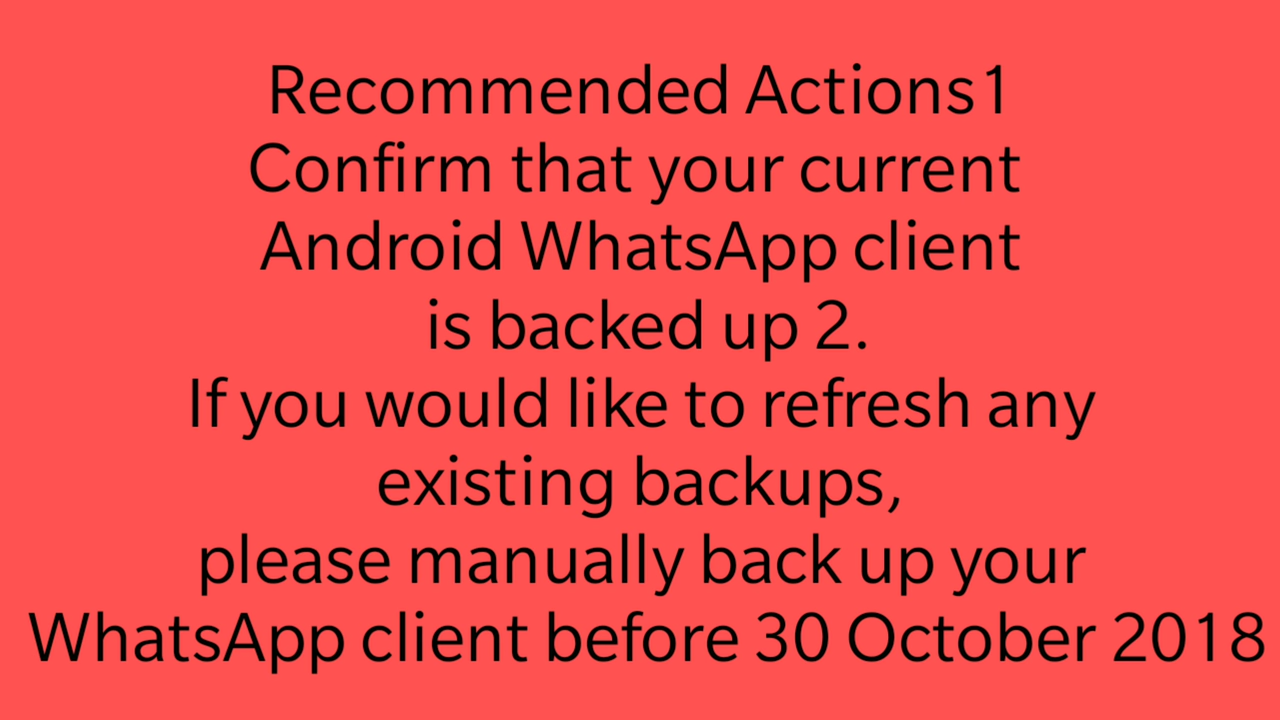 Recommended Actions1
Confirm that your current
Android WhatsApp client
is backed up 2.
If you would like to refresh any
existing backups,
please manually back up your
WhatsApp client before 30 October 2018